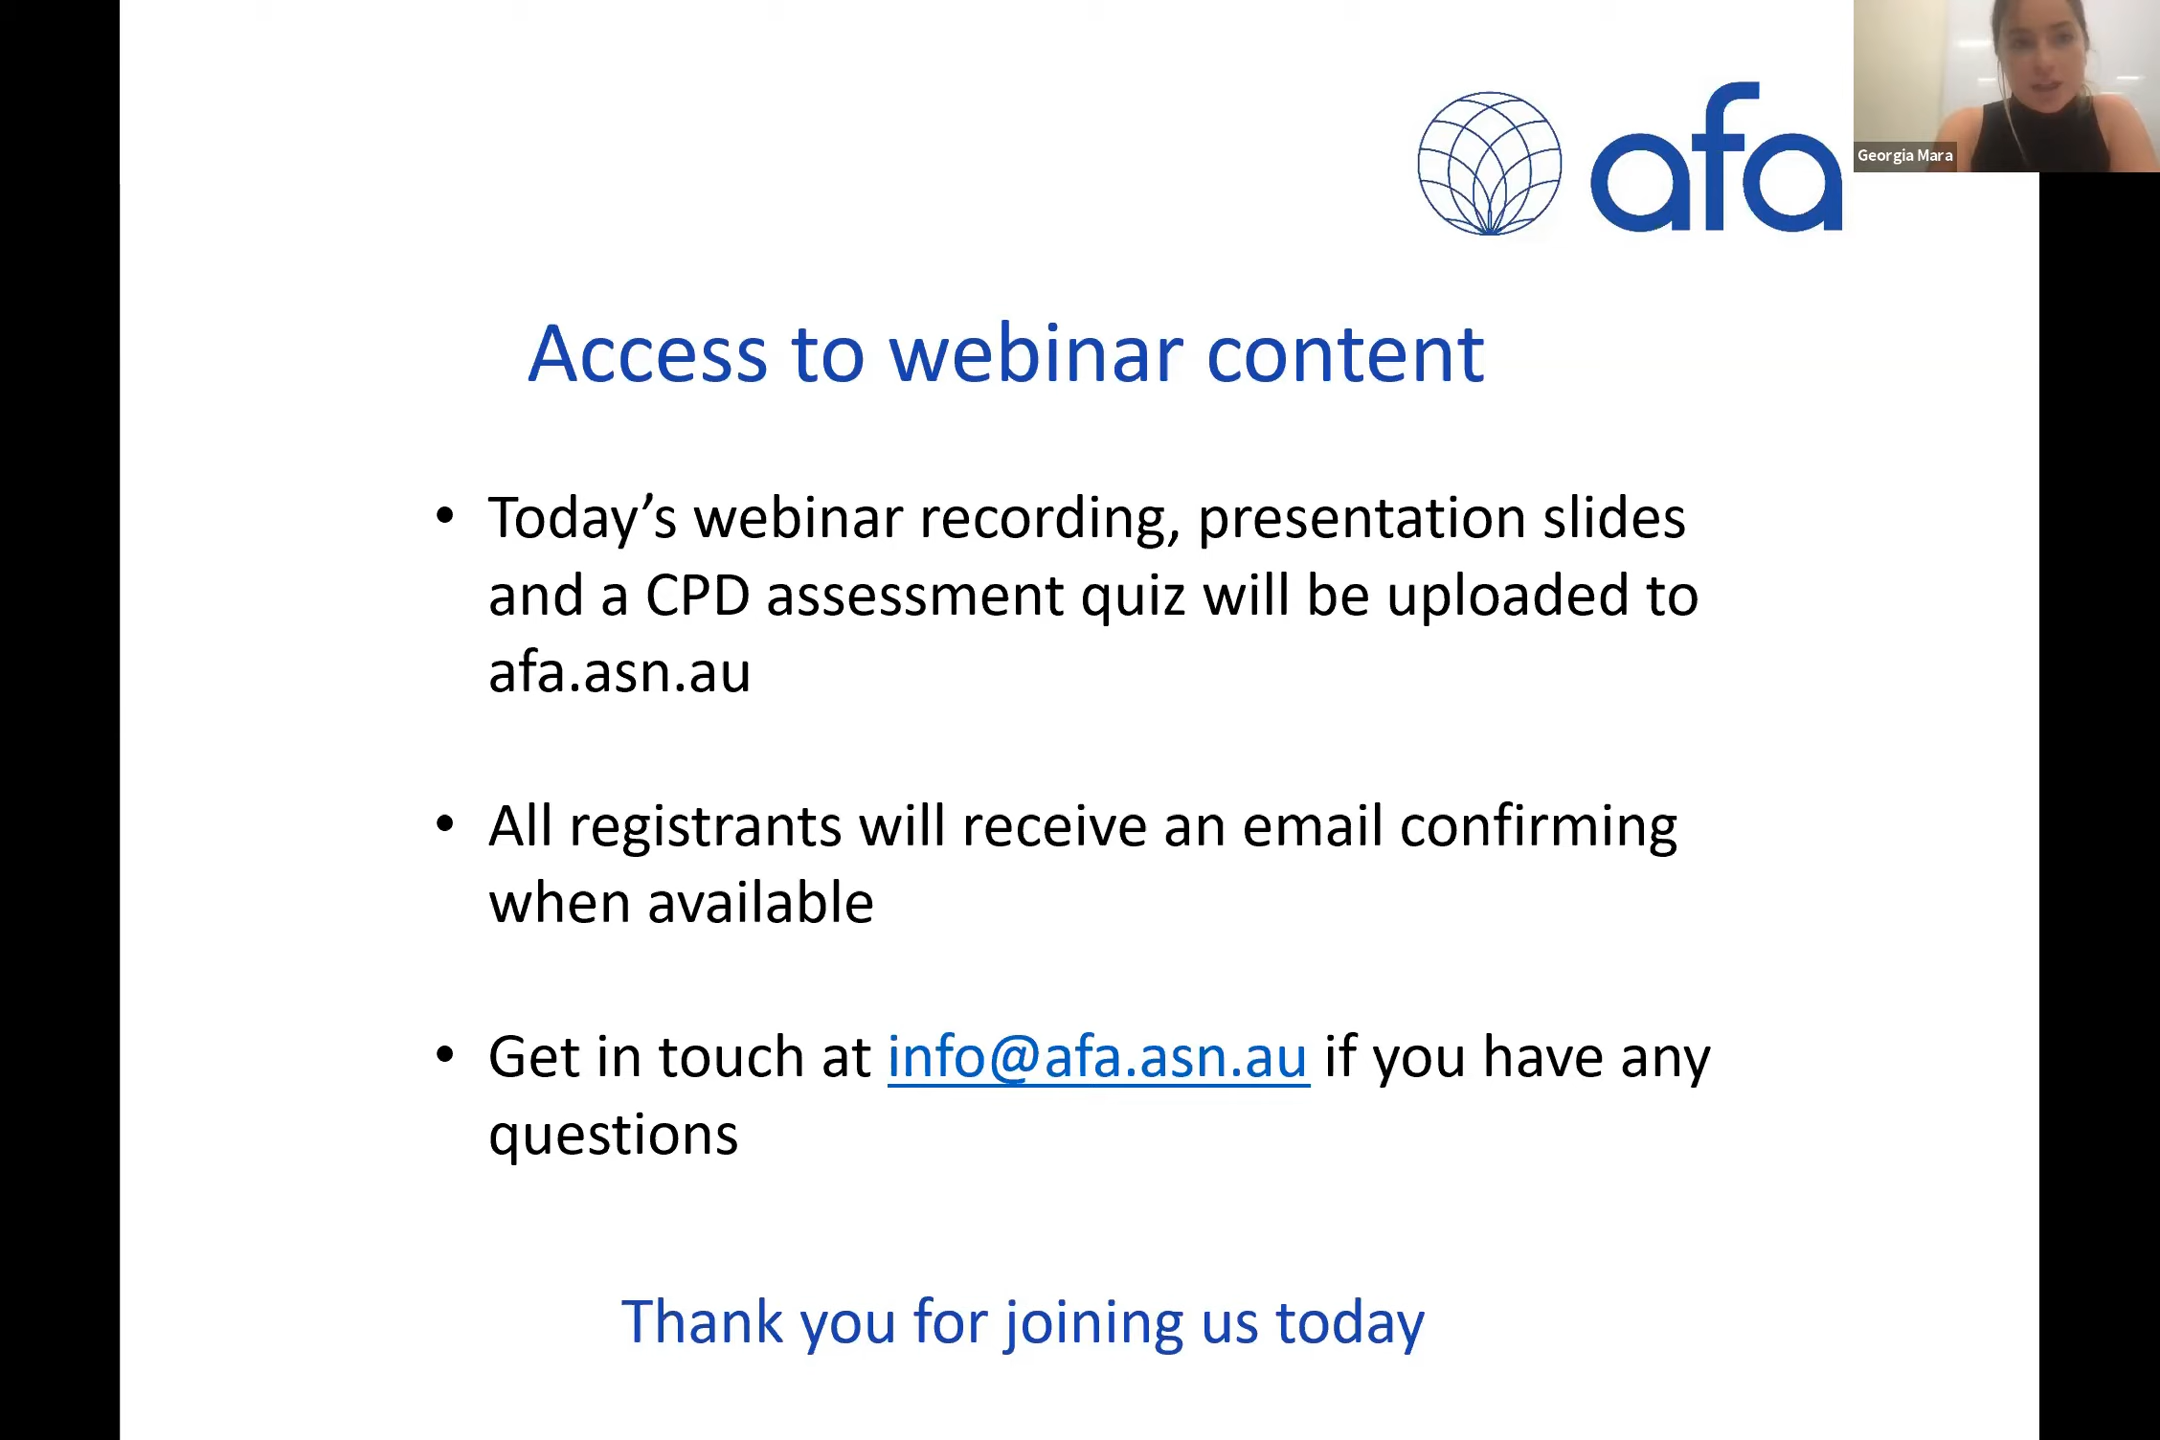 afa
Georgia Mara
Access to webinar content
• Today’s webinar recording, presentation slides
and a CPD assessment quiz will be uploaded to
afa.asn.au
• All registrants will receive an email confirming
when available
• Get in touch at info@afa.asn.au if you have any
questions
Thank you for joining us today